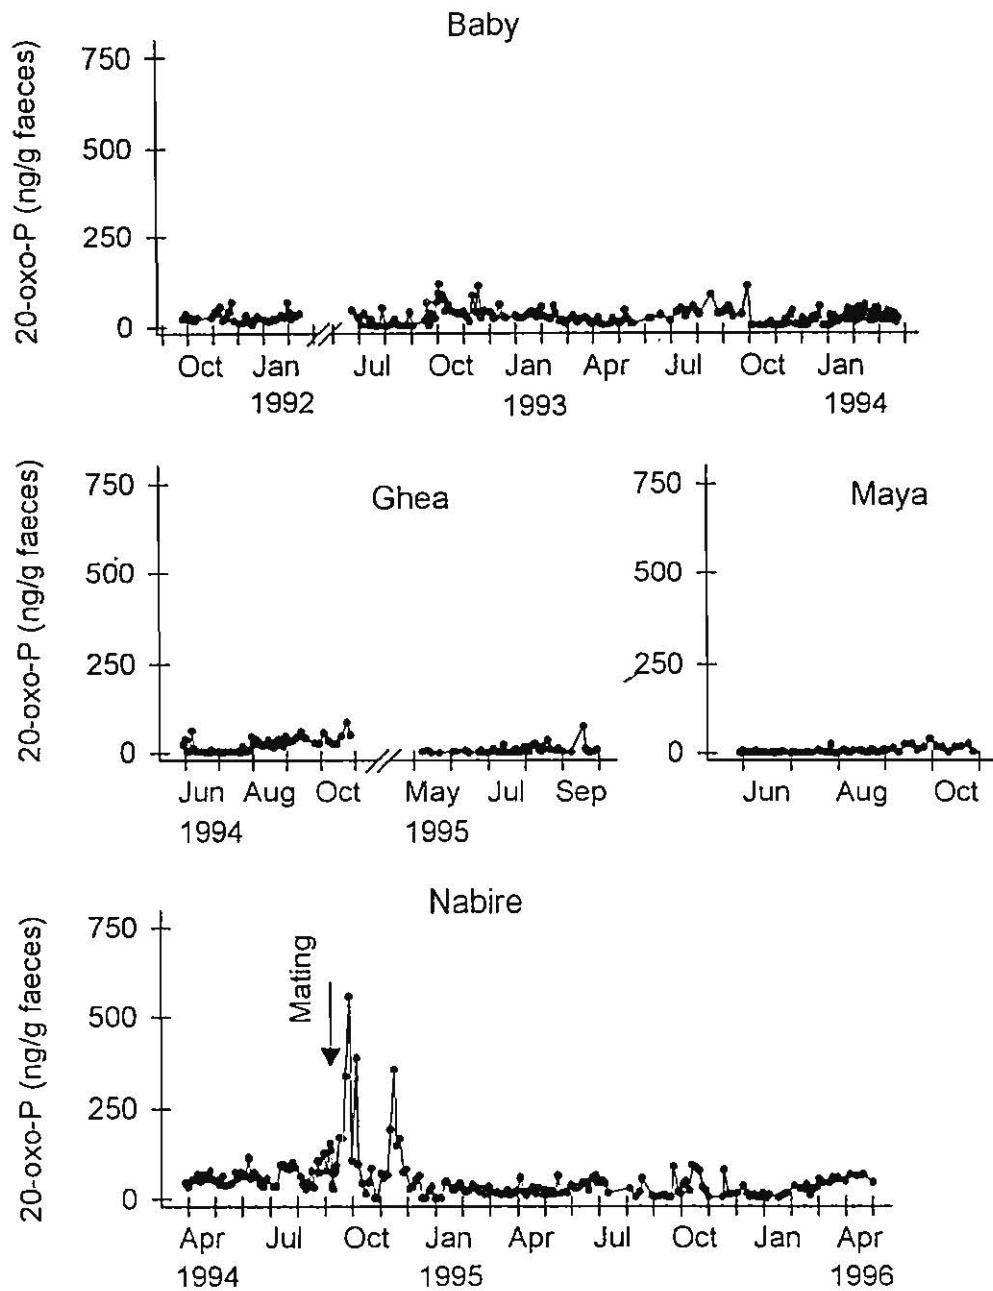 Baby
20-oxo-P (ng/g faeces)
750
500
250
0
Oct Jan Jul Oct Jan Apr Jul Oct Jan
1992 1993 1994
Ghea
20-oxo-P (ng/g faeces)
750
500
250
0
Jun Aug Oct May Jul Sep
1994 1995
Maya
750
500
250
0
Jun Aug Oct
Nabire
20-oxo-P (ng/g faeces)
750
500
250
0
Mating
Apr Jul Oct Jan Apr Jul Oct Jan Apr
1994 1995 1996